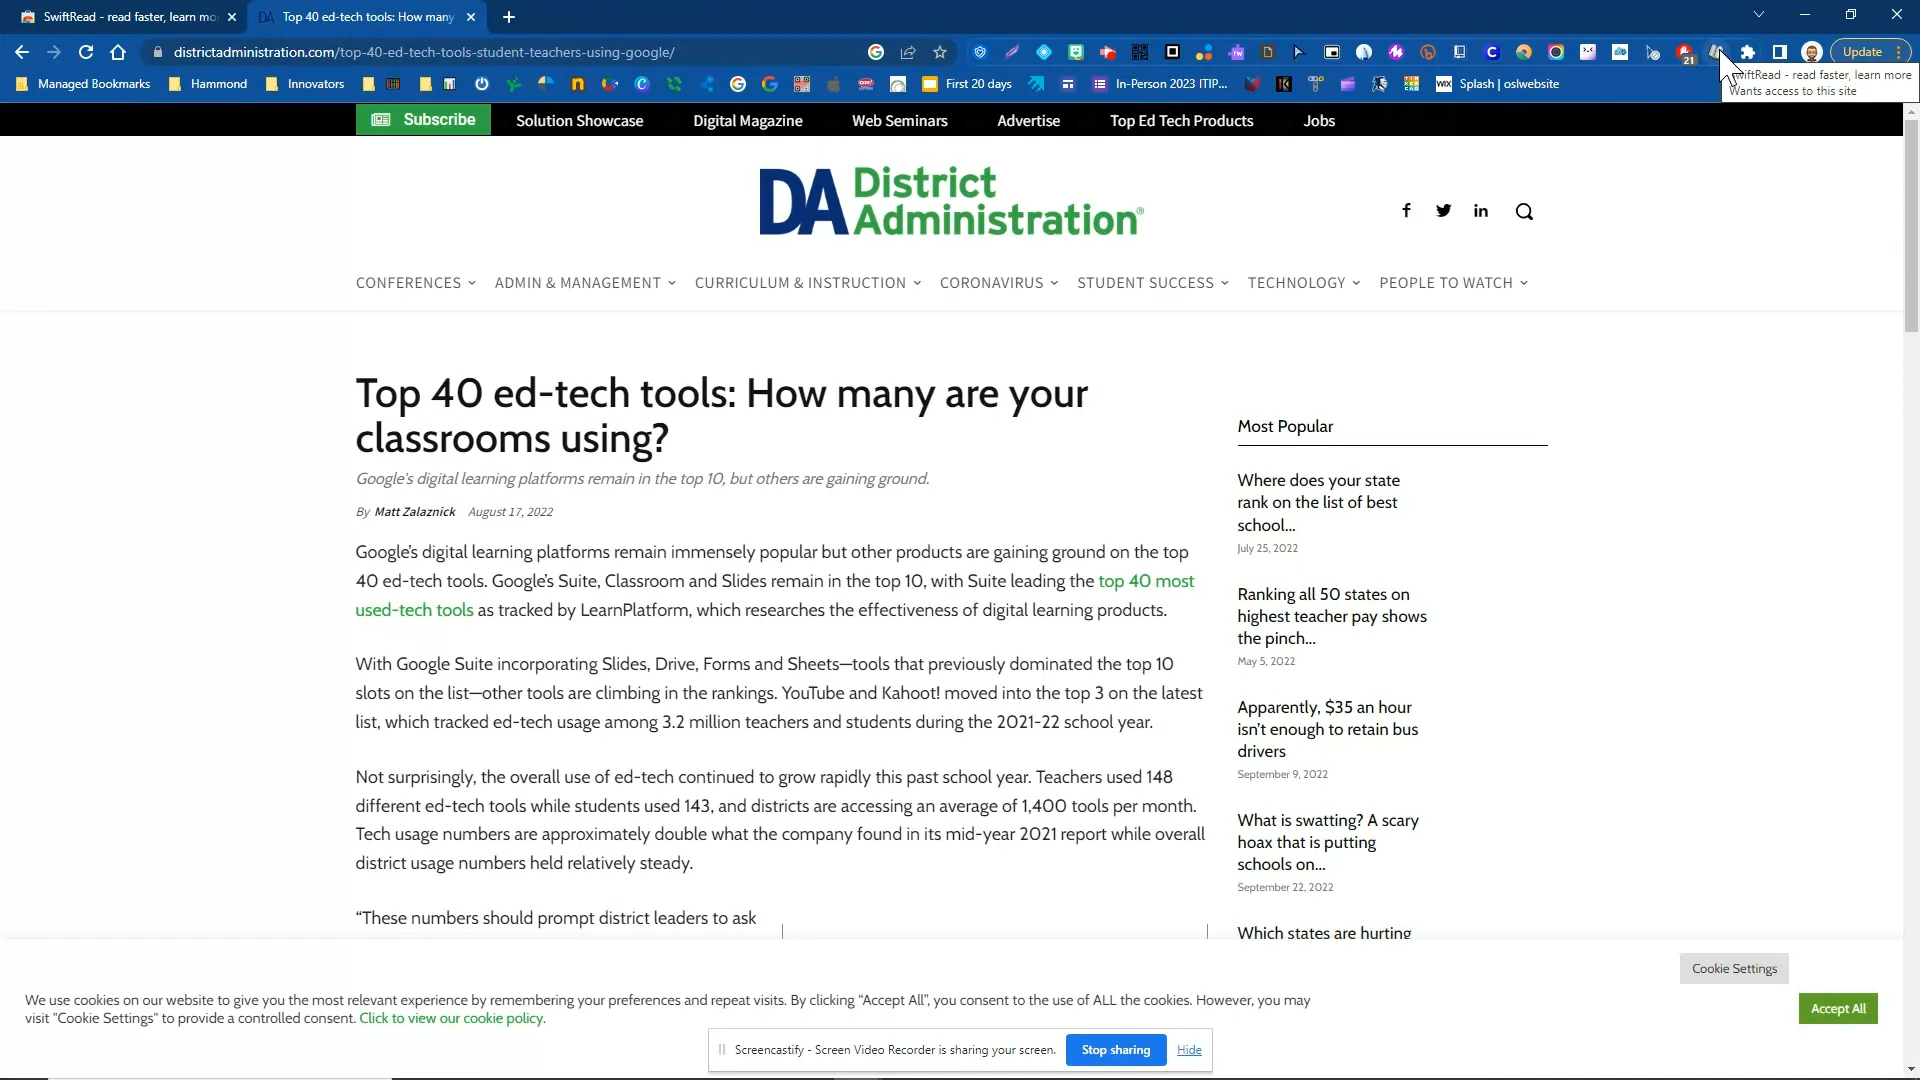 SwiftRead - read faster, learn mo
Top 40 ed-tech tools: How many
districtadministration.com/top-40-ed-tech-tools-student-teachers-using-google/
21
Update
Managed Bookmarks
Hammond
Innovators
First 20 days
In-Person 2023 ITIP...
WIX
Splash | oslwebsite
wiftRead - read faster, learn more
Wants access to this site
Subscribe
Solution Showcase
Digital Magazine
Web Seminars
Advertise
Top Ed Tech Products
Jobs
DA District Administration®
CONFERENCES
ADMIN & MANAGEMENT
CURRICULUM & INSTRUCTION
CORONAVIRUS
STUDENT SUCCESS
TECHNOLOGY
PEOPLE TO WATCH
Top 40 ed-tech tools: How many are your
classrooms using?
Google's digital learning platforms remain in the top 10, but others are gaining ground.
By Matt Zalaznick August 17, 2022
Google’s digital learning platforms remain immensely popular but other products are gaining ground on the top
40 ed-tech tools. Google’s Suite, Classroom and Slides remain in the top 10, with Suite leading the top 40 most
used-tech tools as tracked by LearnPlatform, which researches the effectiveness of digital learning products.
With Google Suite incorporating Slides, Drive, Forms and Sheets—tools that previously dominated the top 10
slots on the list—other tools are climbing in the rankings. YouTube and Kahoot! moved into the top 3 on the latest
list, which tracked ed-tech usage among 3.2 million teachers and students during the 2021-22 school year.
Not surprisingly, the overall use of ed-tech continued to grow rapidly this past school year. Teachers used 148
different ed-tech tools while students used 143, and districts are accessing an average of 1,400 tools per month.
Tech usage numbers are approximately double what the company found in its mid-year 2021 report while overall
district usage numbers held relatively steady.
“These numbers should prompt district leaders to ask
Most Popular
Where does your state
rank on the list of best
school...
July 25, 2022
Ranking all 50 states on
highest teacher pay shows
the pinch...
May 5, 2022
Apparently, $35 an hour
isn’t enough to retain bus
drivers
September 9, 2022
What is swatting? A scary
hoax that is putting
schools on...
September 22, 2022
Which states are hurting
Cookie Settings
We use cookies on our website to give you the most relevant experience by remembering your preferences and repeat visits. By clicking “Accept All”, you consent to the use of ALL the cookies. However, you may
visit "Cookie Settings" to provide a controlled consent. Click to view our cookie policy.
Accept All
Screencastify - Screen Video Recorder is sharing your screen.
Stop sharing
Hide